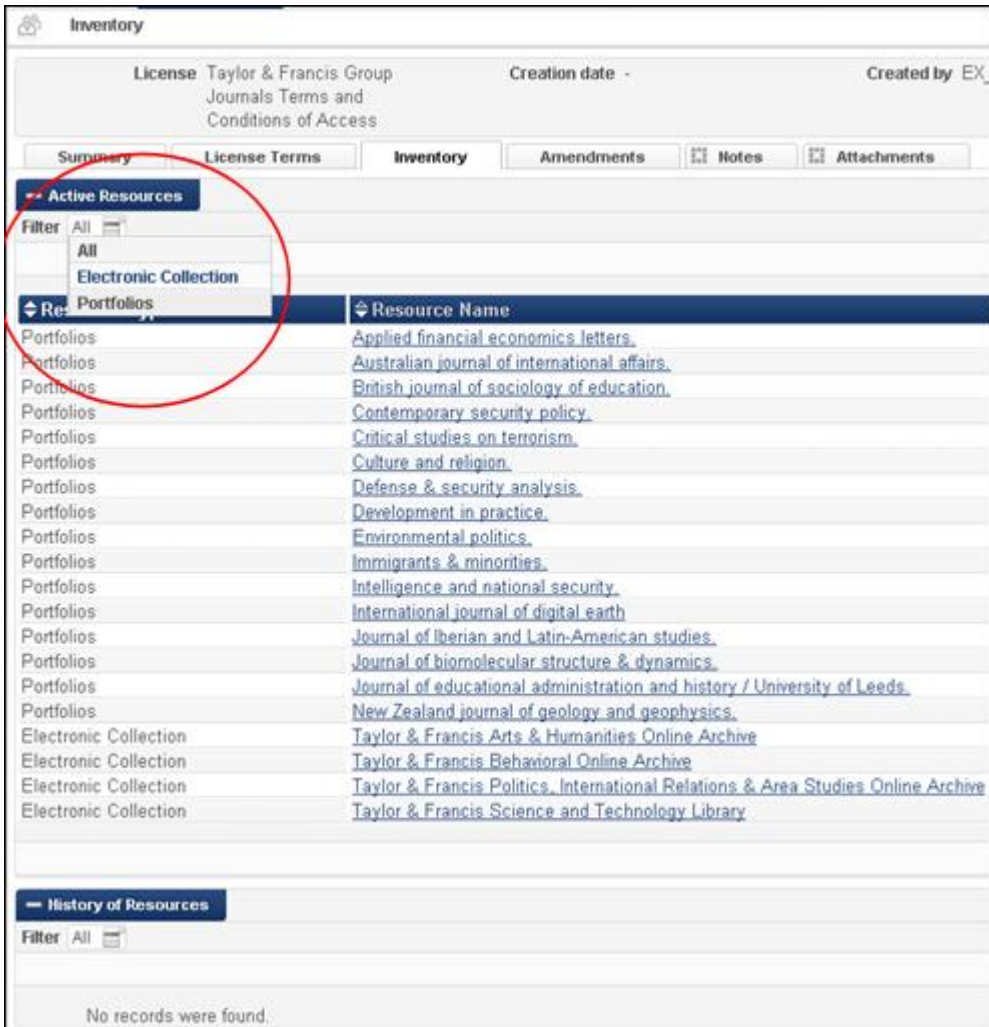 Inventory
License Taylor & Francis Group Creation date - Created by EX_
Journals Terms and
Conditions of Access
Summary License Terms Inventory Amendments Notes Attachments
Active Resources
Filter All
All
Electronic Collection
Portfolios
Resource Name
Portfolios Applied financial economics letters.
Portfolios Australian journal of international affairs.
Portfolios British journal of sociology of education.
Portfolios Contemporary security policy.
Portfolios Critical studies on terrorism.
Portfolios Culture and religion.
Portfolios Defense & security analysis.
Portfolios Development in practice.
Portfolios Environmental politics.
Portfolios Immigrants & minorities.
Portfolios Intelligence and national security.
Portfolios International journal of digital earth
Portfolios Journal of Iberian and Latin-American studies.
Portfolios Journal of biomolecular structure & dynamics.
Portfolios Journal of educational administration and history / University of Leeds.
Portfolios New Zealand journal of geology and geophysics.
Electronic Collection Taylor & Francis Arts & Humanities Online Archive
Electronic Collection Taylor & Francis Behavioral Online Archive
Electronic Collection Taylor & Francis Politics, International Relations & Area Studies Online Archive
Electronic Collection Taylor & Francis Science and Technology Library
History of Resources
Filter All
No records were found.